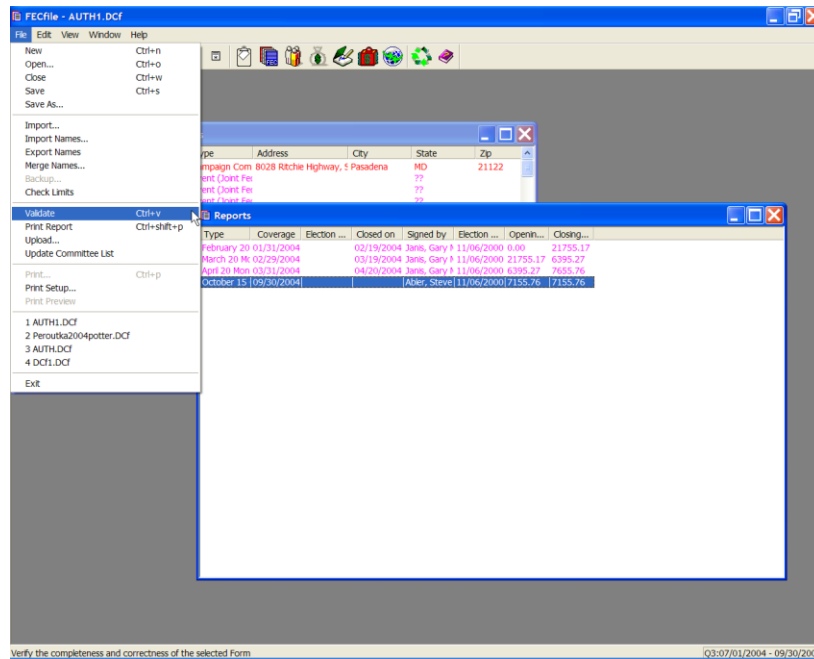 FECfile - AUTH1.DCf
File Edit View Window Help
New Ctrl+n
Open... Ctrl+o
Close Ctrl+w
Save Ctrl+s
Save As...
Import...
Import Names...
Export Names
Merge Names...
Backup...
Check Limits
Validate Ctrl+v
Print Report Ctrl+shift+p
Upload...
Update Committee List
Print... Ctrl+p
Print Setup...
Print Preview
1 AUTH1.DCf
2 Peroutka2004potter.DCf
3 AUTH.DCf
4 DCf1.DCf
Exit
ype Address City State Zip
mpaign Com 8028 Ritchie Highway, S Pasadena MD 21122
ent (Joint Fe ??
ent (Joint Fe ??
??
Reports
Type Coverage Election ... Closed on Signed by Election ... Openin... Closing...
February 20 01/31/2004 02/19/2004 Janis, Gary N 11/06/2000 0.00 21755.17
March 20 Mc 02/29/2004 03/19/2004 Janis, Gary N 11/06/2000 21755.17 6395.27
April 20 Mon 03/31/2004 04/20/2004 Janis, Gary N 11/06/2000 6395.27 7655.76
October 15 09/30/2004 Abler, Steve 11/06/2000 7155.76 7155.76
Verify the completeness and correctness of the selected Form
Q3:07/01/2004 - 09/30/200